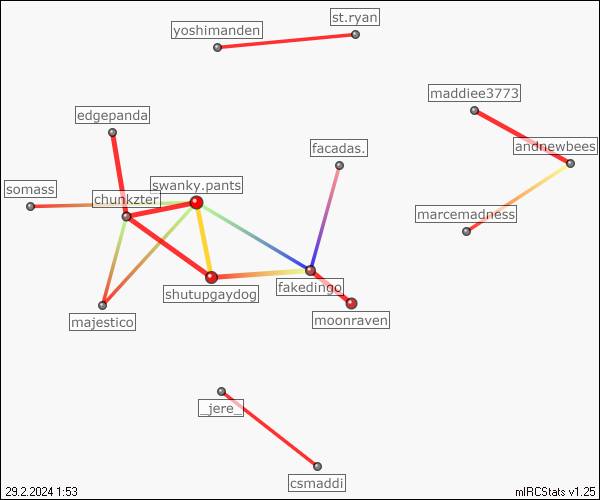 st.ryan
yoshimanden
maddiee3773
edgepanda
andnewbees
facadas.
somass
swanky.pants
chunkzter
marcemadness
fakedingo
shutupgaydog
majestico
moonraven
_jere_
csmaddi
29.2.2024 1:53
mIRCStats v1.25